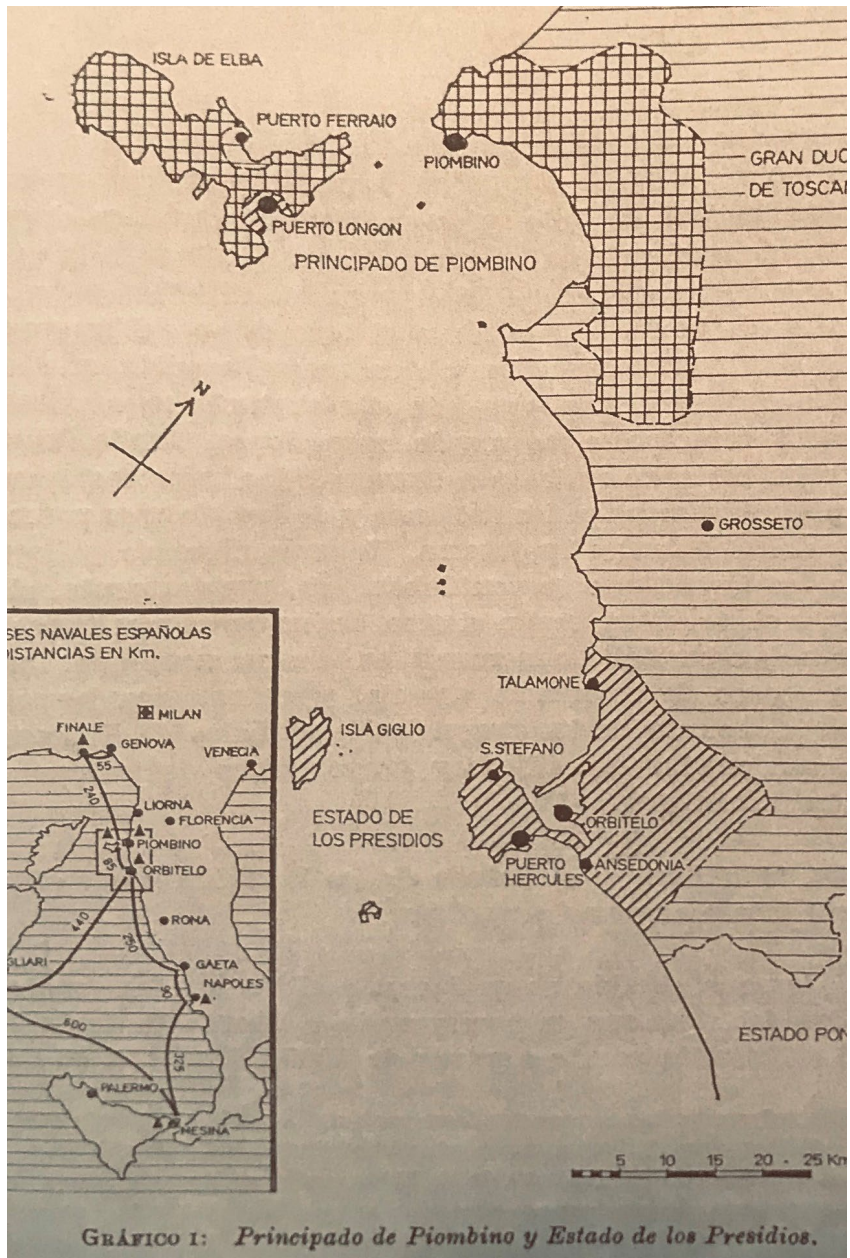 ISLA DE ELBA
PUERTO FERRAIO
PIOMBINO
GRAN DUC
DE TOSCAN
PUERTO LONGON
PRINCIPADO DE PIOMBINO
N
GROSSETO
SES NAVALES ESPAÑOLAS
DISTANCIAS EN Km.
TALAMONE
MILAN
FINALE
GENOVA
VENECIA
ISLA GIGLIO
S.STEFANO
55
240
LIORNA
FLORENCIA
ESTADO DE
LOS PRESIDIOS
ORBITELO
PIOMBINO
85
ORBITELO
PUERTO
HERCULES
ANSEDONIA
440
RONA
250
GLIARI
GAETA
NAPOLES
600
325
ESTADO PON
PALERMO
MESINA
5 10 15 20 25 Km
GRÁFICO 1: Principado de Piombino y Estado de los Presidios.